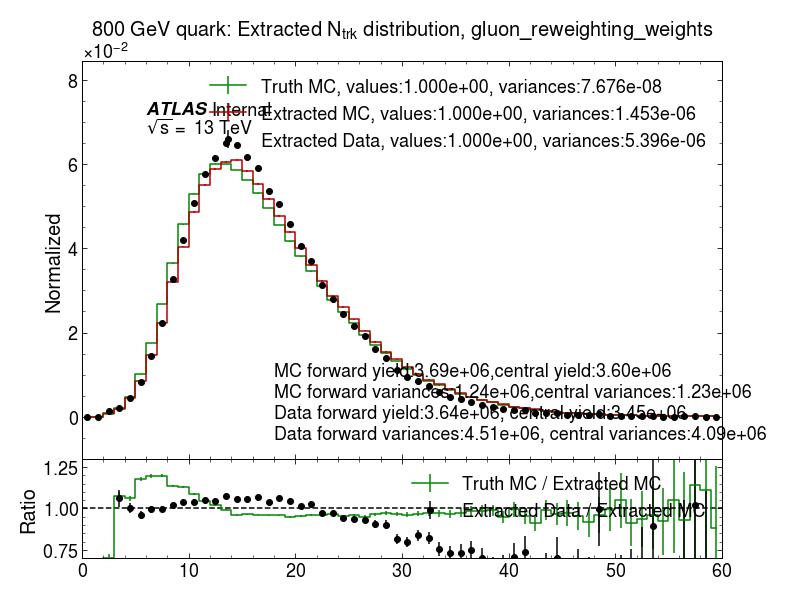 800 GeV quark: Extracted Ntrk distribution, gluon_reweighting_weights
×10−2
Truth MC, values:1.000e+00, variances:7.676e-08
ATLAS Internal
Extracted MC, values:1.000e+00, variances:1.453e-06
√s = 13 TeV
Extracted Data, values:1.000e+00, variances:5.396e-06
8
6
4
2
0
Normalized
MC forward yield:3.69e+06,central yield:3.60e+06
MC forward variances:1.24e+06,central variances:1.23e+06
Data forward yield:3.64e+06, central yield:3.45e+06
Data forward variances:4.51e+06, central variances:4.09e+06
1.25
1.00
0.75
Ratio
Truth MC / Extracted MC
Extracted Data / Extracted MC
0 10 20 30 40 50 60